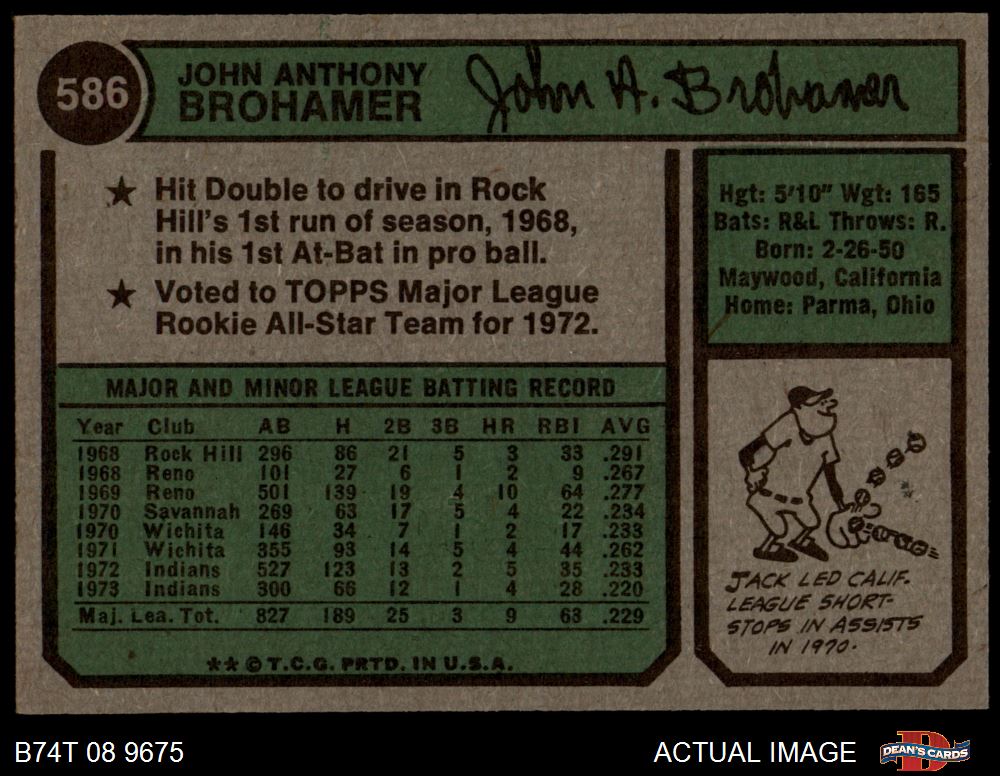 586
JOHN ANTHONY
BROHAMER
John A. Brohamer
★ Hit Double to drive in Rock
Hill's 1st run of season, 1968,
in his 1st At-Bat in pro ball.
★ Voted to TOPPS Major League
Rookie All-Star Team for 1972.
Hgt: 5'10" Wgt: 165
Bats: R&L Throws: R.
Born: 2-26-50
Maywood, California
Home: Parma, Ohio
MAJOR AND MINOR LEAGUE BATTING RECORD
Year Club AB H 2B 3B HR RBI AVG
1968 Rock Hill 296 86 21 5 3 33 .291
1968 Reno 101 27 6 1 2 9 .267
1969 Reno 501 139 19 4 10 64 .277
1970 Savannah 269 63 17 5 4 22 .234
1970 Wichita 146 34 7 1 2 17 .233
1971 Wichita 355 93 14 5 4 44 .262
1972 Indians 527 123 13 2 5 35 .233
1973 Indians 300 66 12 1 4 28 .220
Maj. Lea. Tot. 827 189 25 3 9 63 .229
★★ © T.C.G. PRTD. IN U.S.A.
JACK LED CALIF.
LEAGUE SHORT-
STOPS IN ASSISTS
IN 1970.
B74T 08 9675
ACTUAL IMAGE
D
DEAN'S CARDS